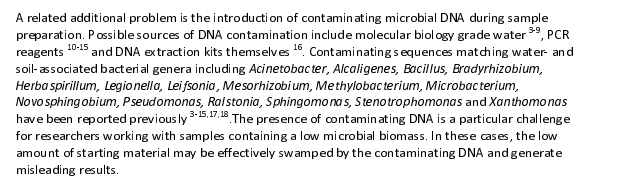 A related additional problem is the introduction of contaminating microbial DNA during sample
preparation. Possible sources of DNA contamination include molecular biology grade water 3-9, PCR
reagents 10-15 and DNA extraction kits themselves 16. Contaminating sequences matching water- and
soil-associated bacterial genera including Acinetobacter, Alcaligenes, Bacillus, Bradyrhizobium,
Herbaspirillum, Legionella, Leifsonia, Mesorhizobium, Methylobacterium, Microbacterium,
Novosphingobium, Pseudomonas, Ralstonia, Sphingomonas, Stenotrophomonas and Xanthomonas
have been reported previously 3-15,17,18.The presence of contaminating DNA is a particular challenge
for researchers working with samples containing a low microbial biomass. In these cases, the low
amount of starting material may be effectively swamped by the contaminating DNA and generate
misleading results.